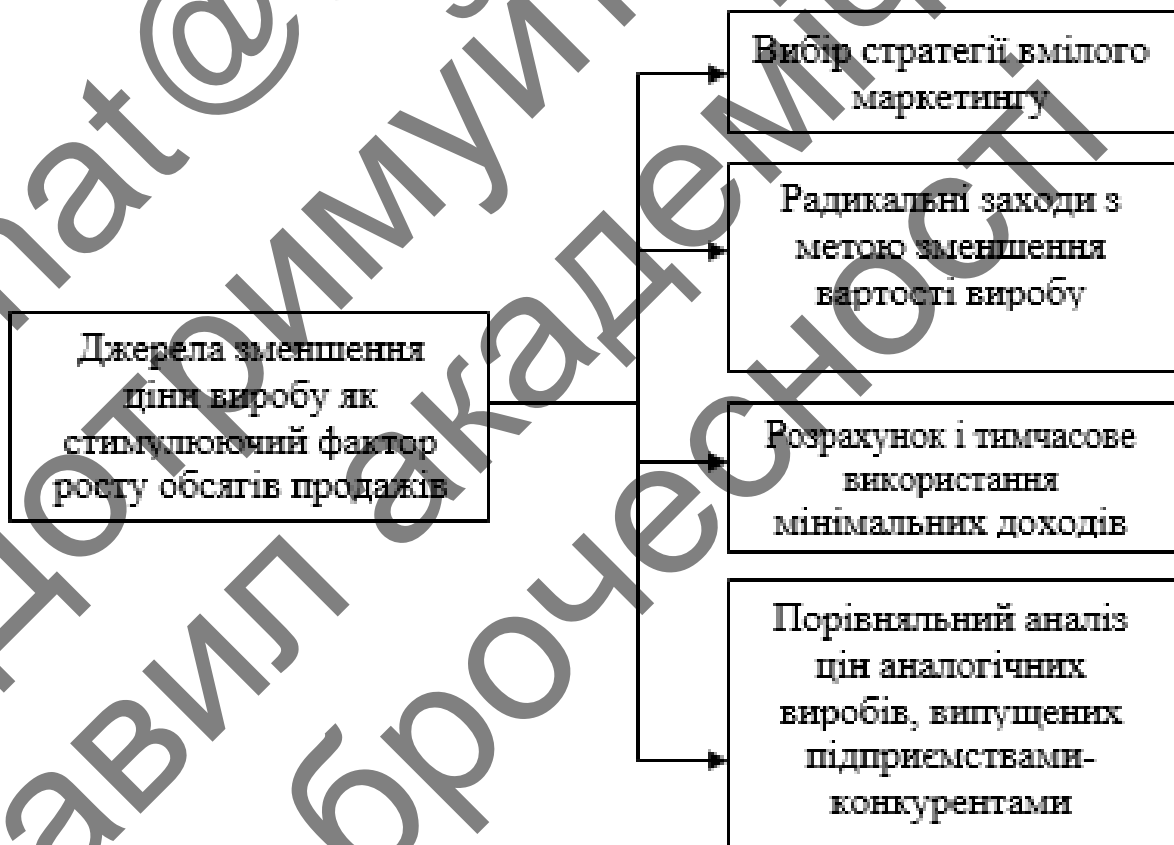 Вибір стратегії вмілого
маркетингу
Радикальні заходи з
метою зменшення
вартості виробу
Джерела зменшення
ціни виробу як
стимулюючий фактор
росту обсягів продажів
Розрахунок і тимчасове
використання
мінімальних доходів
Порівняльний аналіз
цін аналогічних
виробів, випущених
підприємствами-
конкурентами